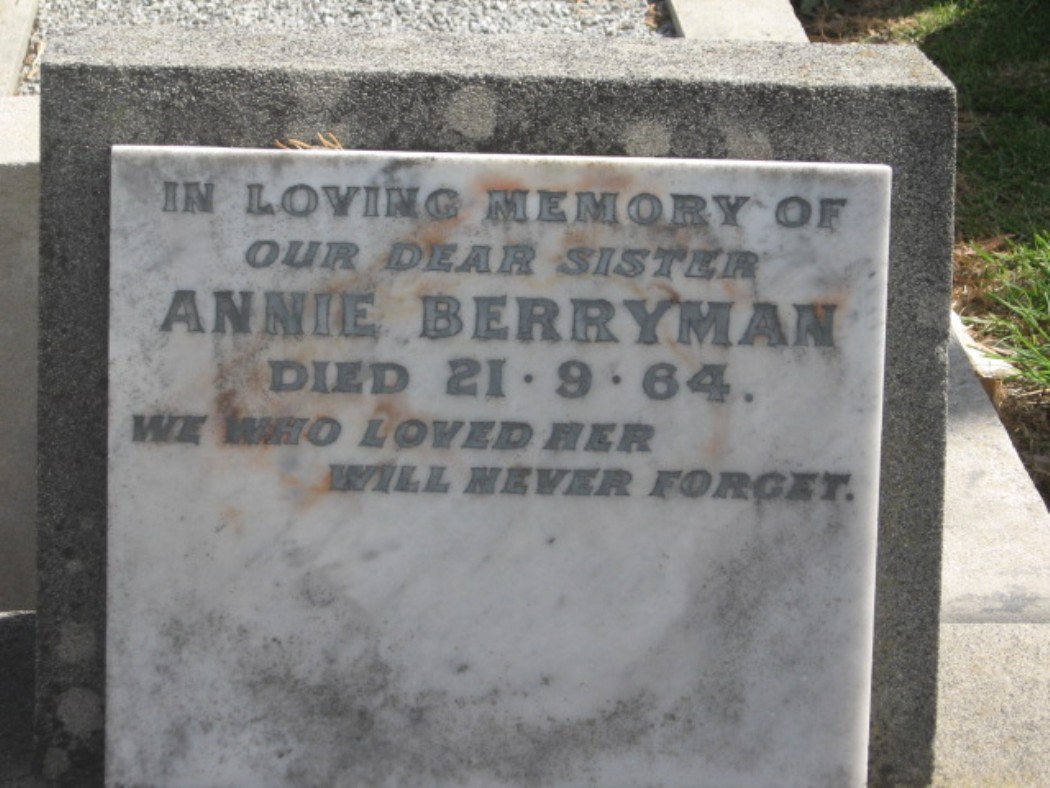 IN LOVING MEMORY OF
OUR DEAR SISTER
ANNIE BERRYMAN
DIED 21·9·64.
WE WHO LOVED HER
WILL NEVER FORGET.